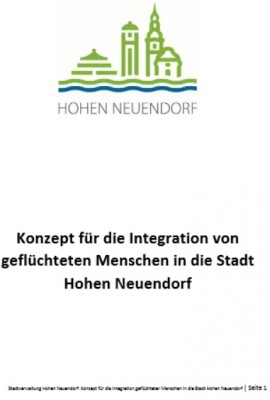 HOHEN NEUENDORF
Konzept für die Integration von
geflüchteten Menschen in die Stadt
Hohen Neuendorf
Stadtverwaltung Hohen Neuendorf: Konzept für die Integration geflüchteter Menschen in die Stadt Hohen Neuendorf | Seite 1